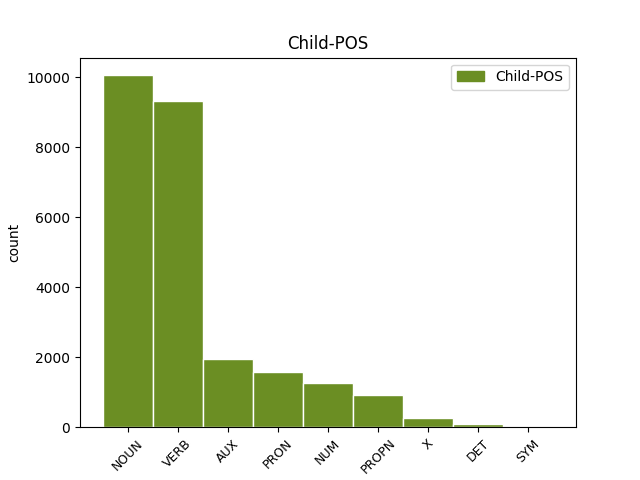 Child-POS
Child-POS
10000
8000
6000
4000
2000
0
count
NOUN
VERB
AUX
PRON
NUM
PROPN
X
DET
SYM